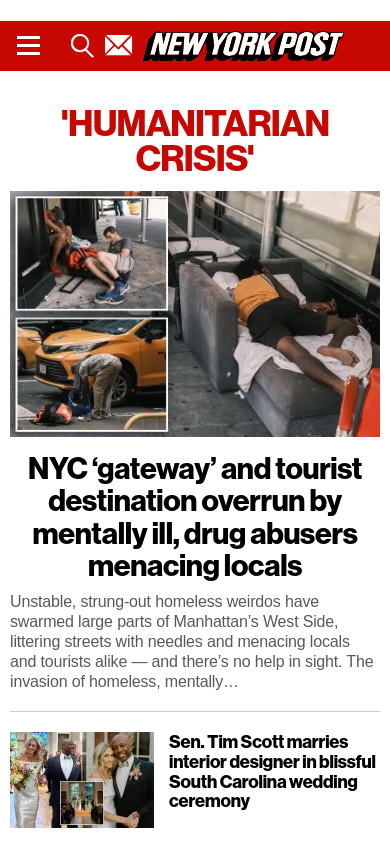 NEW YORK POST
'HUMANITARIAN
CRISIS'
NYC ‘gateway’ and tourist
destination overrun by
mentally ill, drug abusers
menacing locals
Unstable, strung-out homeless weirdos have
swarmed large parts of Manhattan’s West Side,
littering streets with needles and menacing locals
and tourists alike — and there’s no help in sight. The
invasion of homeless, mentally…
Sen. Tim Scott marries
interior designer in blissful
South Carolina wedding
ceremony